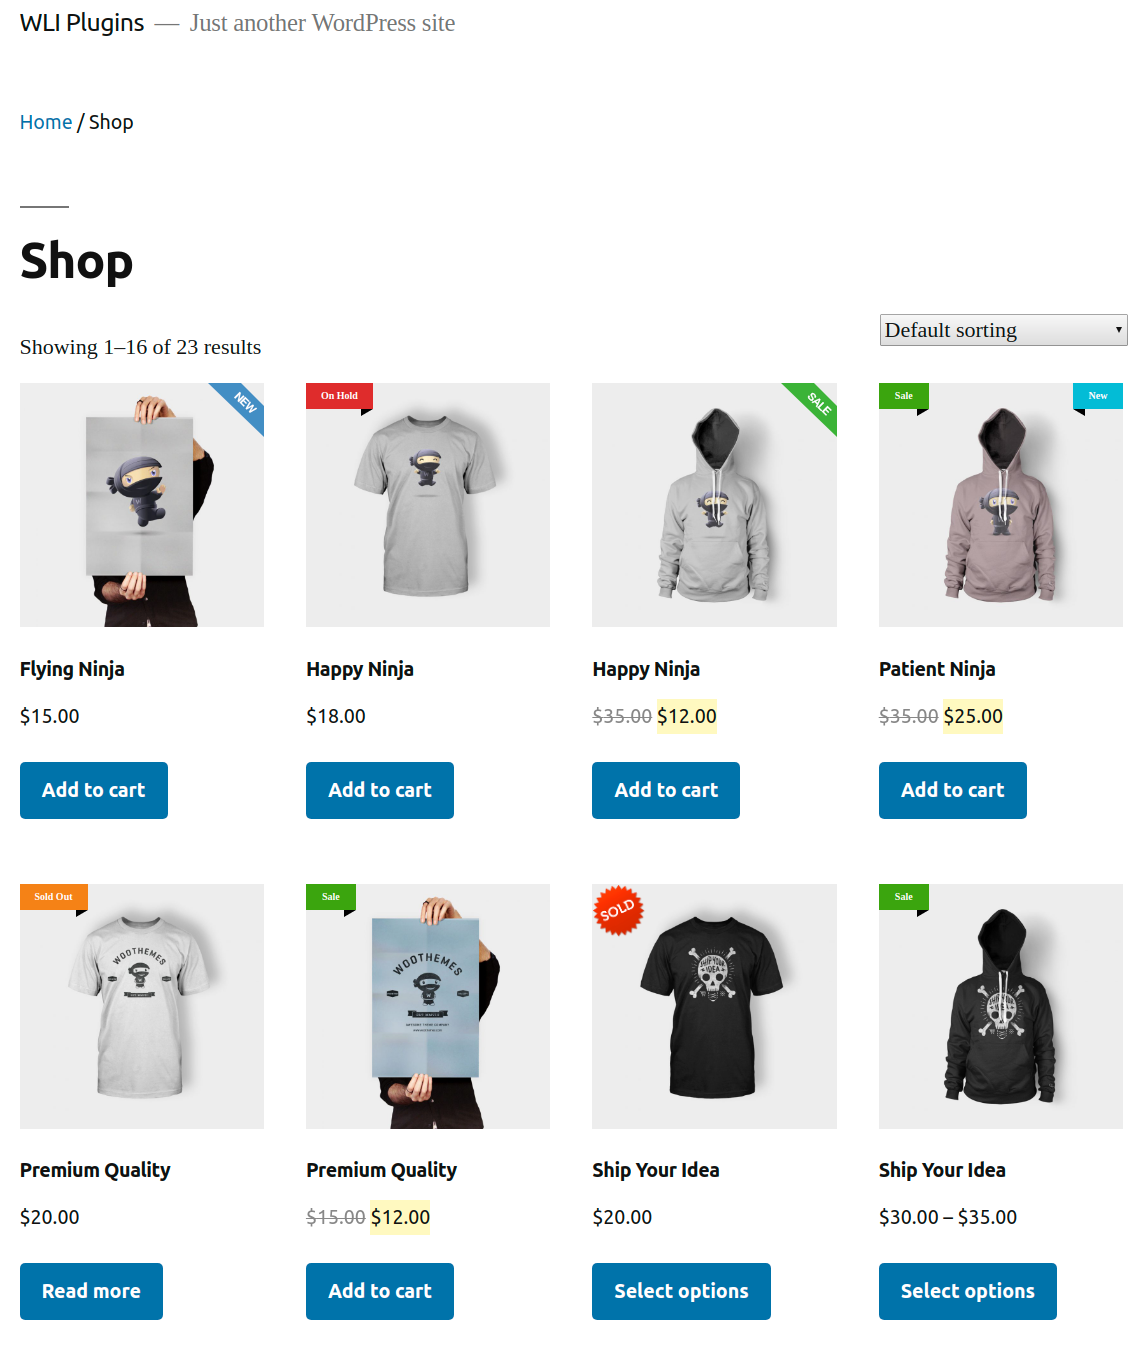 WLI Plugins — Just another WordPress site
Home / Shop
Shop
Showing 1–16 of 23 results
Default sorting
NEW
On Hold
SALE
Sale
New
Flying Ninja
Happy Ninja
Happy Ninja
Patient Ninja
$15.00
$18.00
$35.00 $12.00
$35.00 $25.00
Add to cart
Add to cart
Add to cart
Add to cart
Sold Out
WOOTHEMES
Sale
WOOTHEMES
SOLD
SHIP YOUR
IDEA
Sale
Premium Quality
Premium Quality
Ship Your Idea
Ship Your Idea
$20.00
$15.00 $12.00
$20.00
$30.00 – $35.00
Read more
Add to cart
Select options
Select options